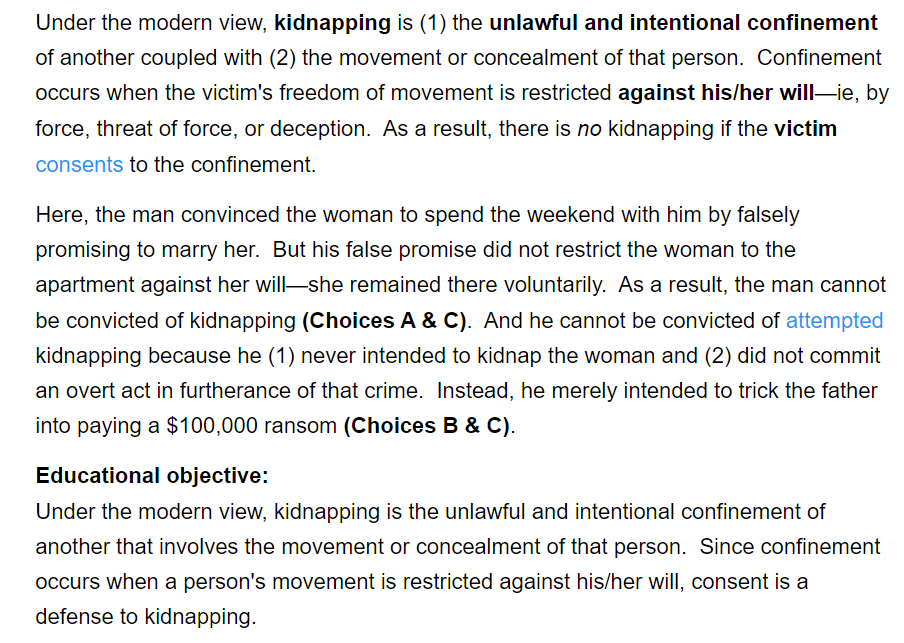 Under the modern view, kidnapping is (1) the unlawful and intentional confinement
of another coupled with (2) the movement or concealment of that person.  Confinement
occurs when the victim's freedom of movement is restricted against his/her will—ie, by
force, threat of force, or deception.  As a result, there is no kidnapping if the victim
consents to the confinement.
Here, the man convinced the woman to spend the weekend with him by falsely
promising to marry her.  But his false promise did not restrict the woman to the
apartment against her will—she remained there voluntarily.  As a result, the man cannot
be convicted of kidnapping (Choices A & C).  And he cannot be convicted of attempted
kidnapping because he (1) never intended to kidnap the woman and (2) did not commit
an overt act in furtherance of that crime.  Instead, he merely intended to trick the father
into paying a $100,000 ransom (Choices B & C).
Educational objective:
Under the modern view, kidnapping is the unlawful and intentional confinement of
another that involves the movement or concealment of that person.  Since confinement
occurs when a person's movement is restricted against his/her will, consent is a
defense to kidnapping.